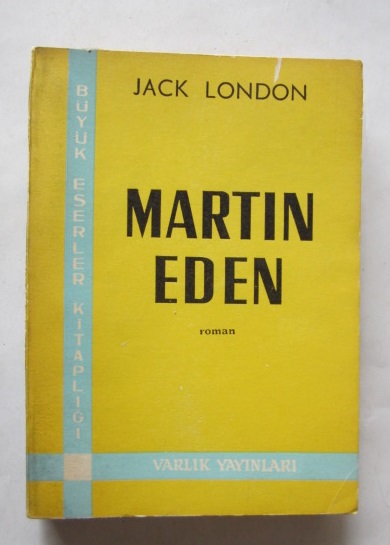 JACK LONDON
MARTIN
EDEN
roman
BÜYÜK ESERLER KİTAPLIĞI
VARLIK YAYINLARI